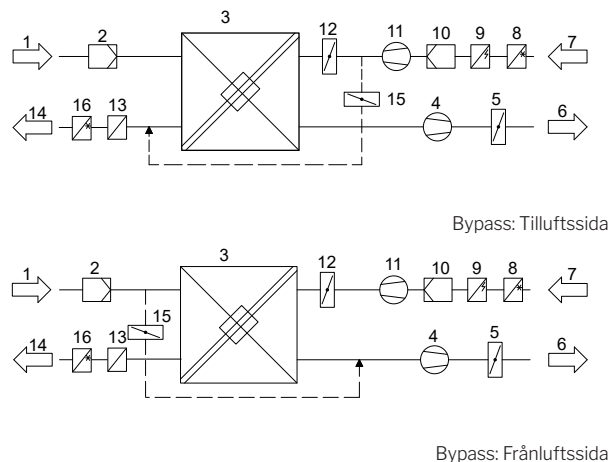 3
1 2 12 11 10 9 8 7
14 16 13 15 4 5 6
Bypass: Tilluftssida
3
1 2 12 11 10 9 8 7
15
14 16 13 4 5 6
Bypass: Frånluftssida